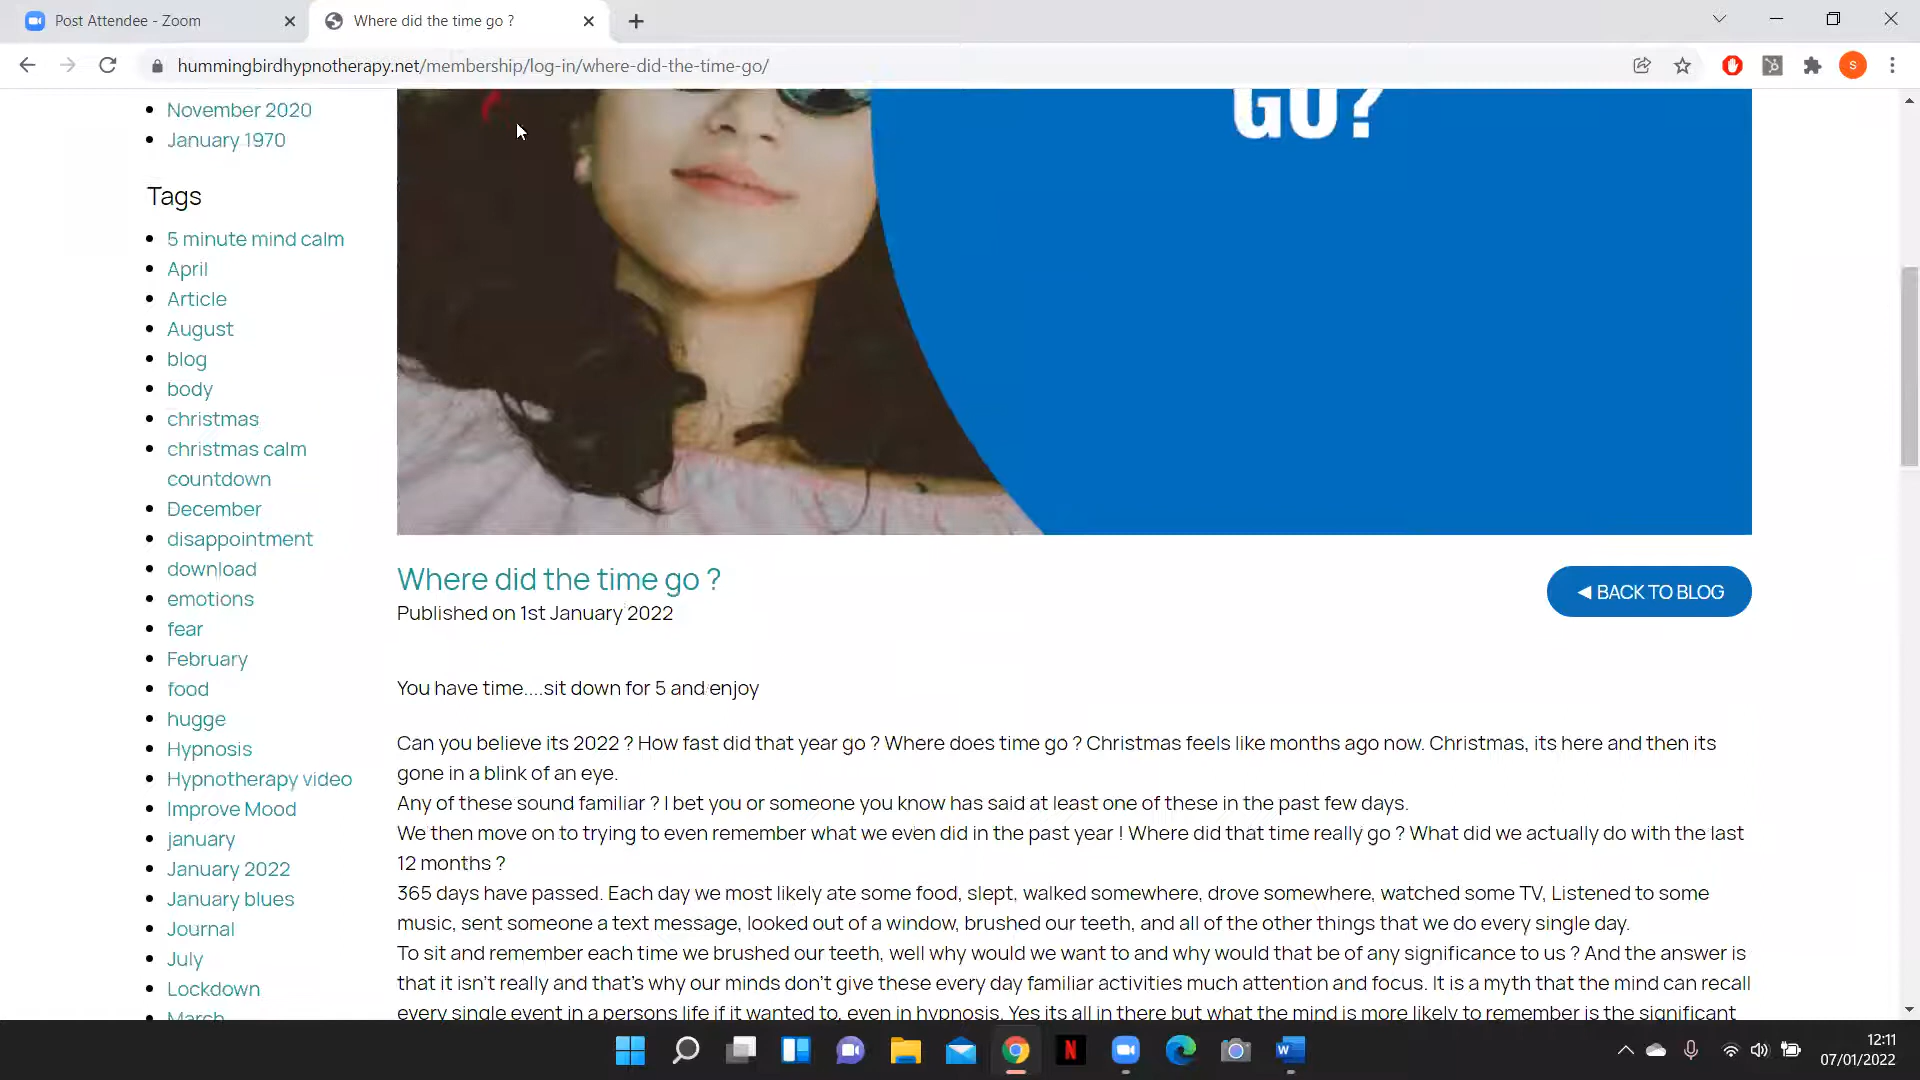 Post Attendee - Zoom
Where did the time go ?
hummingbirdhypnotherapy.net/membership/log-in/where-did-the-time-go/
S
November 2020
January 1970
Tags
5 minute mind calm
April
Article
August
blog
body
christmas
christmas calm
countdown
December
disappointment
download
emotions
fear
February
food
hugge
Hypnosis
Hypnotherapy video
Improve Mood
january
January 2022
January blues
Journal
July
Lockdown
March
GO?
Where did the time go ?
Published on 1st January 2022
◀ BACK TO BLOG
You have time....sit down for 5 and enjoy
Can you believe its 2022 ? How fast did that year go ? Where does time go ? Christmas feels like months ago now. Christmas, its here and then its
gone in a blink of an eye.
Any of these sound familiar ? I bet you or someone you know has said at least one of these in the past few days.
We then move on to trying to even remember what we even did in the past year ! Where did that time really go ? What did we actually do with the last
12 months ?
365 days have passed. Each day we most likely ate some food, slept, walked somewhere, drove somewhere, watched some TV, Listened to some
music, sent someone a text message, looked out of a window, brushed our teeth, and all of the other things that we do every single day.
To sit and remember each time we brushed our teeth, well why would we want to and why would that be of any significance to us ? And the answer is
that it isn't really and that's why our minds don't give these every day familiar activities much attention and focus. It is a myth that the mind can recall
every single event in a persons life if it wanted to, even in hypnosis. Yes its all in there but what the mind is more likely to remember is the significant
12:11
07/01/2022